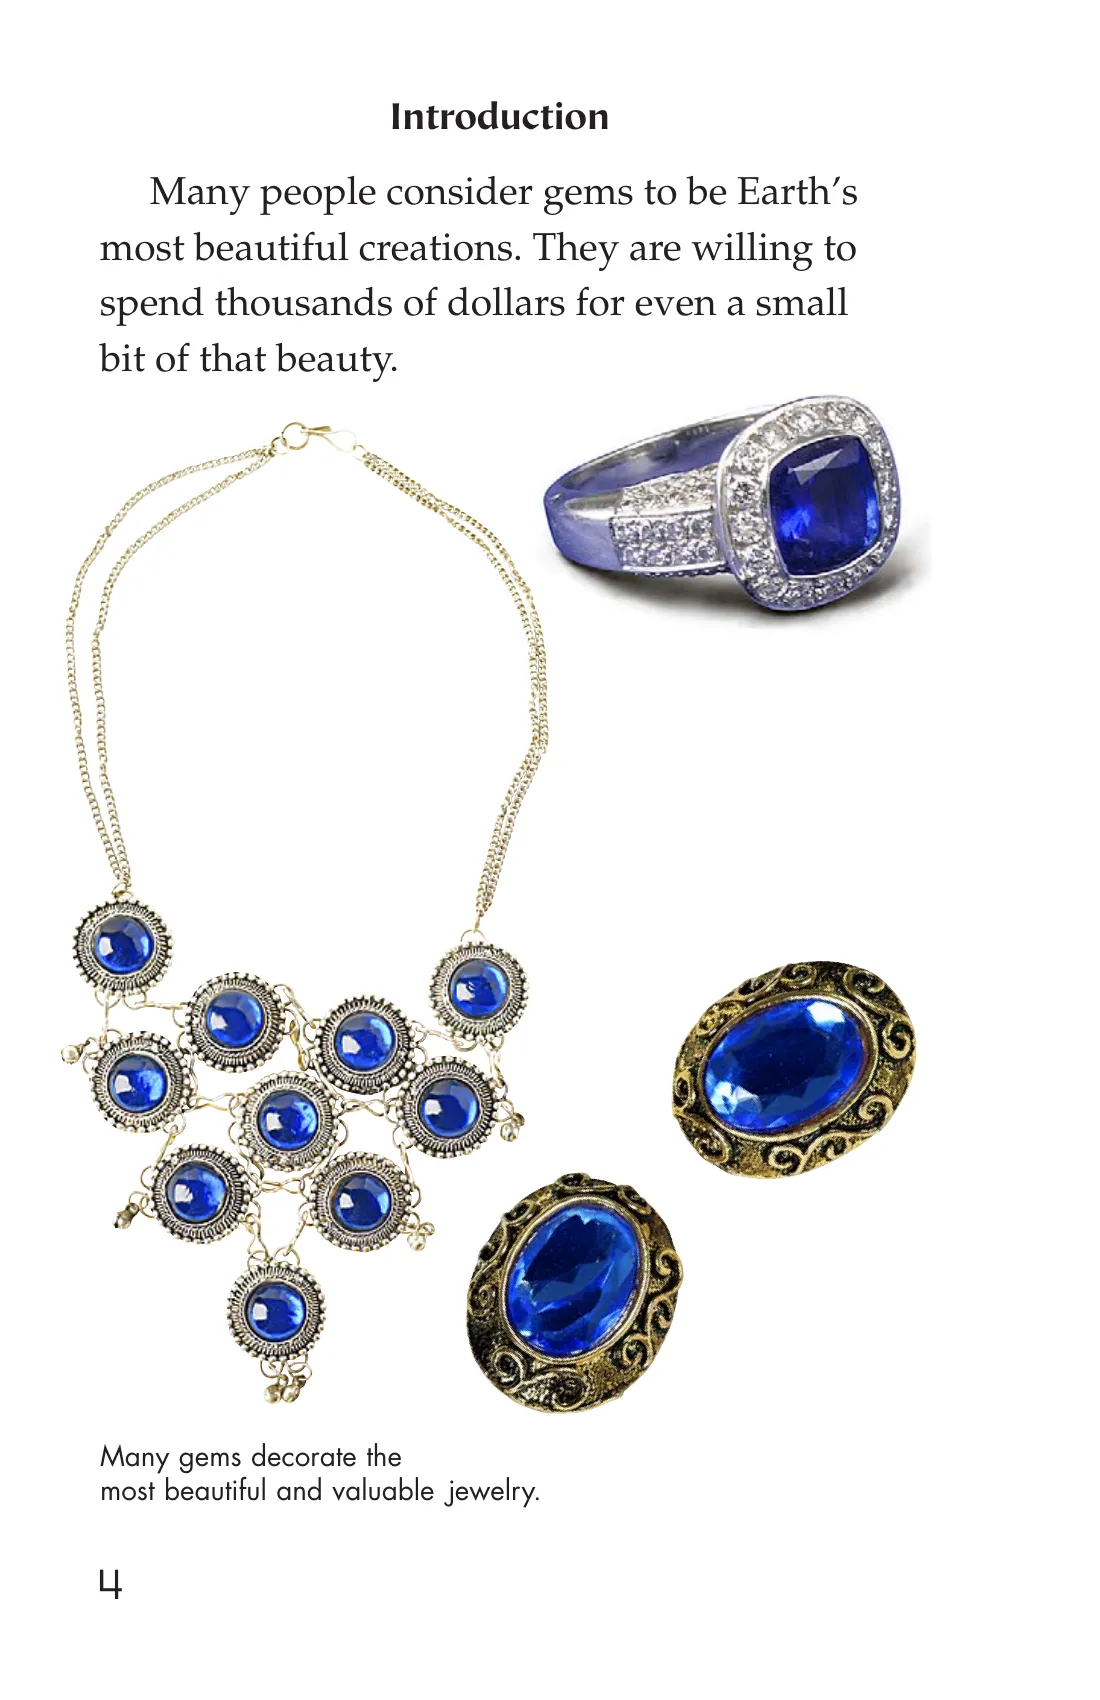 Introduction
Many people consider gems to be Earth’s
most beautiful creations. They are willing to
spend thousands of dollars for even a small
bit of that beauty.
Many gems decorate the
most beautiful and valuable jewelry.
4